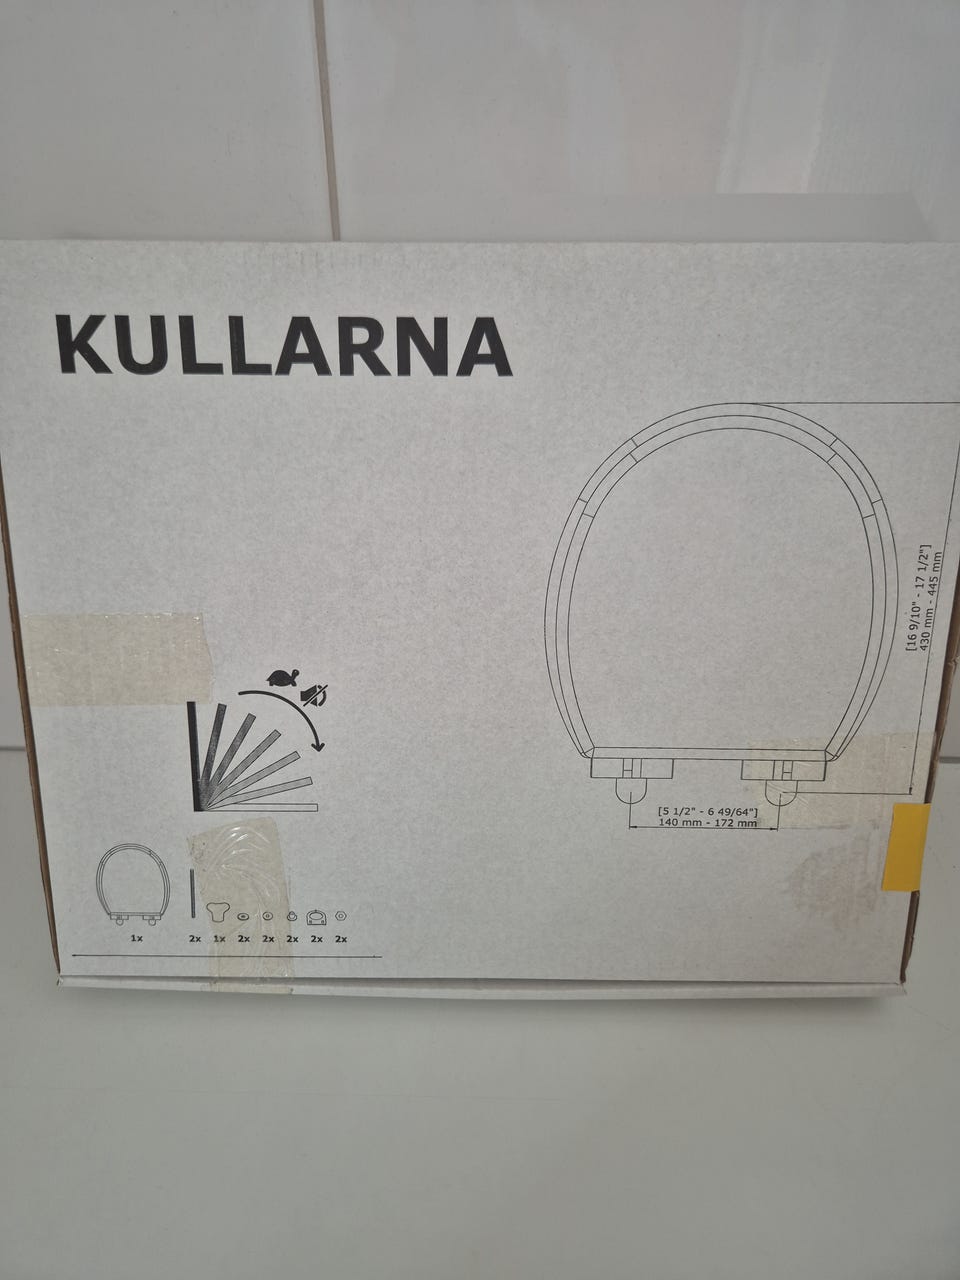 KULLARNA
[16 9/10" - 17 1/2"]
430 mm - 445 mm
[5 1/2" - 6 49/64"]
140 mm - 172 mm
1x 2x 1x 2x 2x 2x 2x 2x